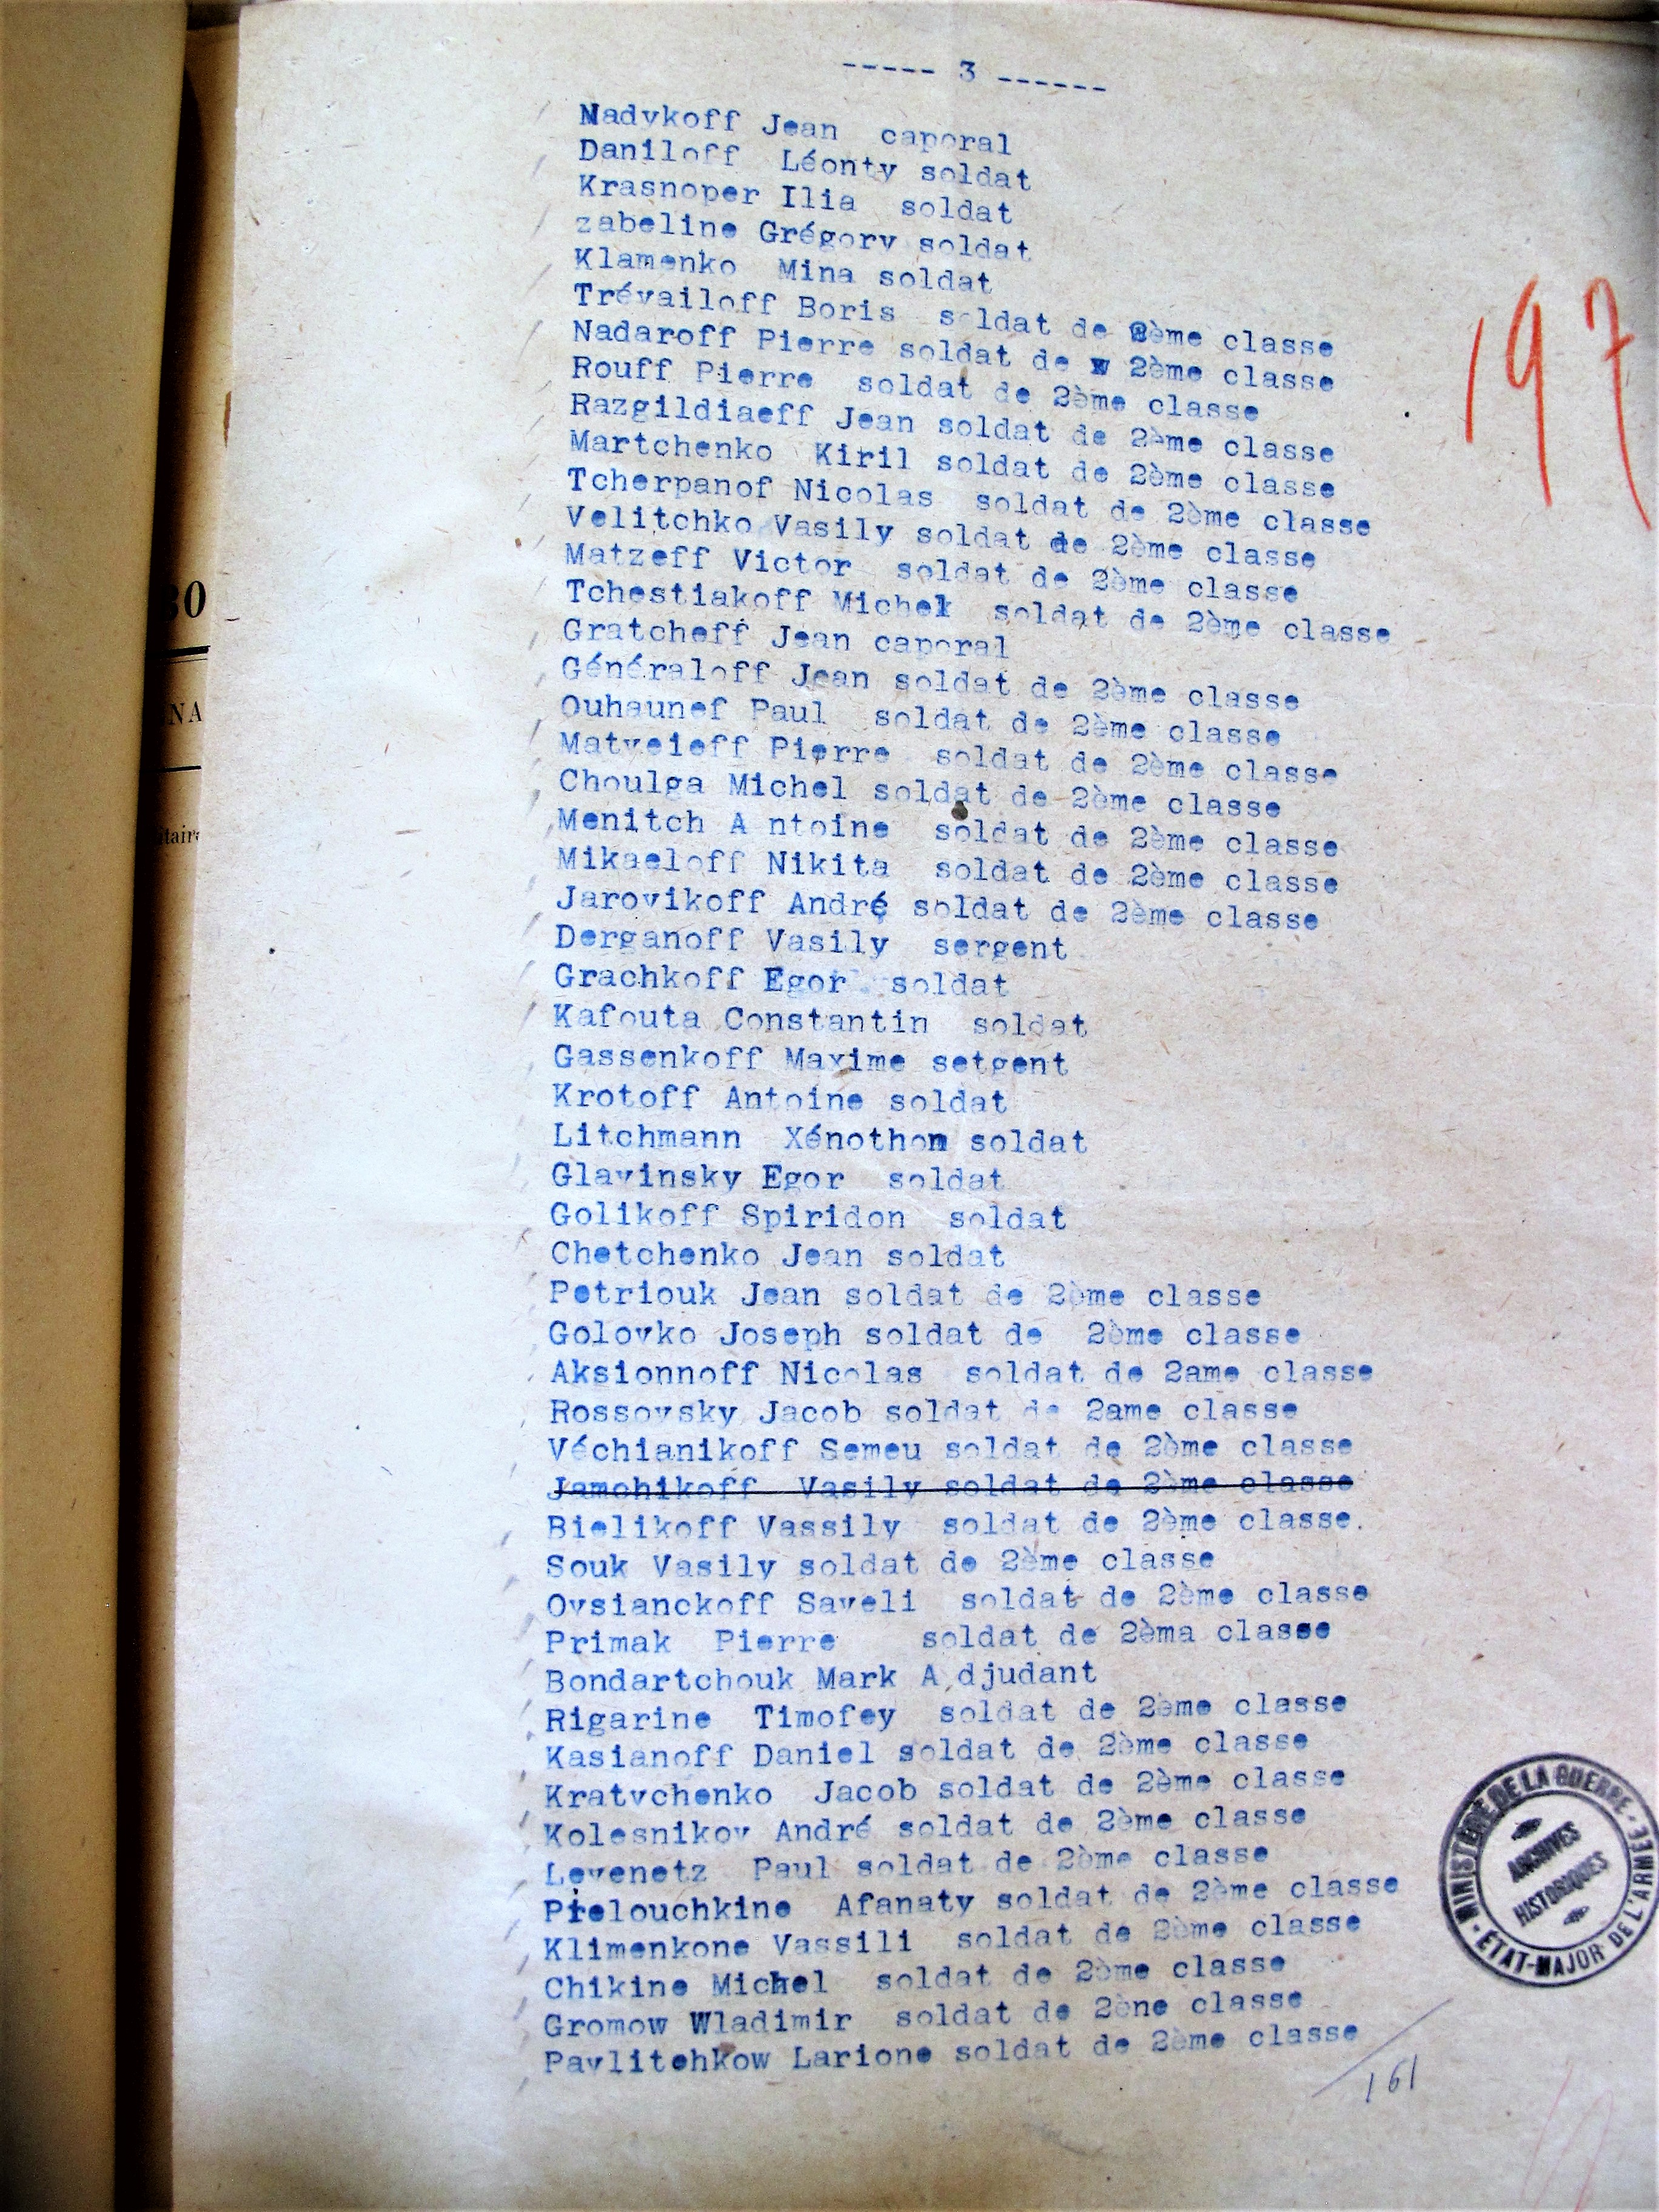 ----- 3 ------
Nadykoff Jean caporal
Daniloff Léonty soldat
Krasnoper Ilia soldat
zabeline Grégory soldat
Klamenko Mina soldat
Trévailoff Boris soldat de 2ème classe
Nadaroff Pierre soldat de 2ème classe
Rouff Pierre soldat de 2ème classe
Razgildiaeff Jean soldat de 2ème classe
Martchenko Kiril soldat de 2ème classe
Tcherpanof Nicolas soldat de 2ème classe
Velitchko Vasily soldat de 2ème classe
Matzeff Victor soldat de 2ème classe
Tchestiakoff Michel soldat de 2ème classe
Gratcheff Jean caporal
Généraloff Jean soldat de 2ème classe
Ouhaunef Paul soldat de 2ème classe
Matveieff Pierre soldat de 2ème classe
Choulga Michel soldat de 2ème classe
Menitch A ntoine soldat de 2ème classe
Mikaeloff Nikita soldat de 2ème classe
Jarovikoff André soldat de 2ème classe
Derganoff Vasily sergent
Grachkoff Egor soldat
Kafouta Constantin soldat
Gassenkoff Maxime setgent
Krotoff Antoine soldat
Litchmann Xénothon soldat
Glavinsky Egor soldat
Golikoff Spiridon soldat
Chetchenko Jean soldat
Petriouk Jean soldat de 2ème classe
Golovko Joseph soldat de 2ème classe
Aksionnoff Nicolas soldat de 2ame classe
Rossovsky Jacob soldat de 2ame classe
Véchianikoff Semeu soldat de 2ème classe
Jamchikoff Vasily soldat de 2ème classe
Bielikoff Vassily soldat de 2ème classe.
Souk Vasily soldat de 2ème classe
Ovsianckoff Saveli soldat de 2ème classe
Primak Pierre soldat de 2èma classe
Bondartchouk Mark A djudant
Rigarine Timofey soldat de 2ème classe
Kasianoff Daniel soldat de 2ème classe
Kratvchenko Jacob soldat de 2ème classe
Kolesnikov André soldat de 2ème classe
Levenetz Paul soldat de 2ème classe
Pielouchkine Afanaty soldat de 2ème classe
Klimenkone Vassili soldat de 2ème classe
Chikine Michel soldat de 2ème classe
Gromow Wladimir soldat de 2ène classe
Pavlitchkow Larione soldat de 2ème classe
161
197
MINISTÈRE DE LA GUERRE
ÉTAT-MAJOR DE L'ARMÉE
ARCHIVES
HISTORIQUES